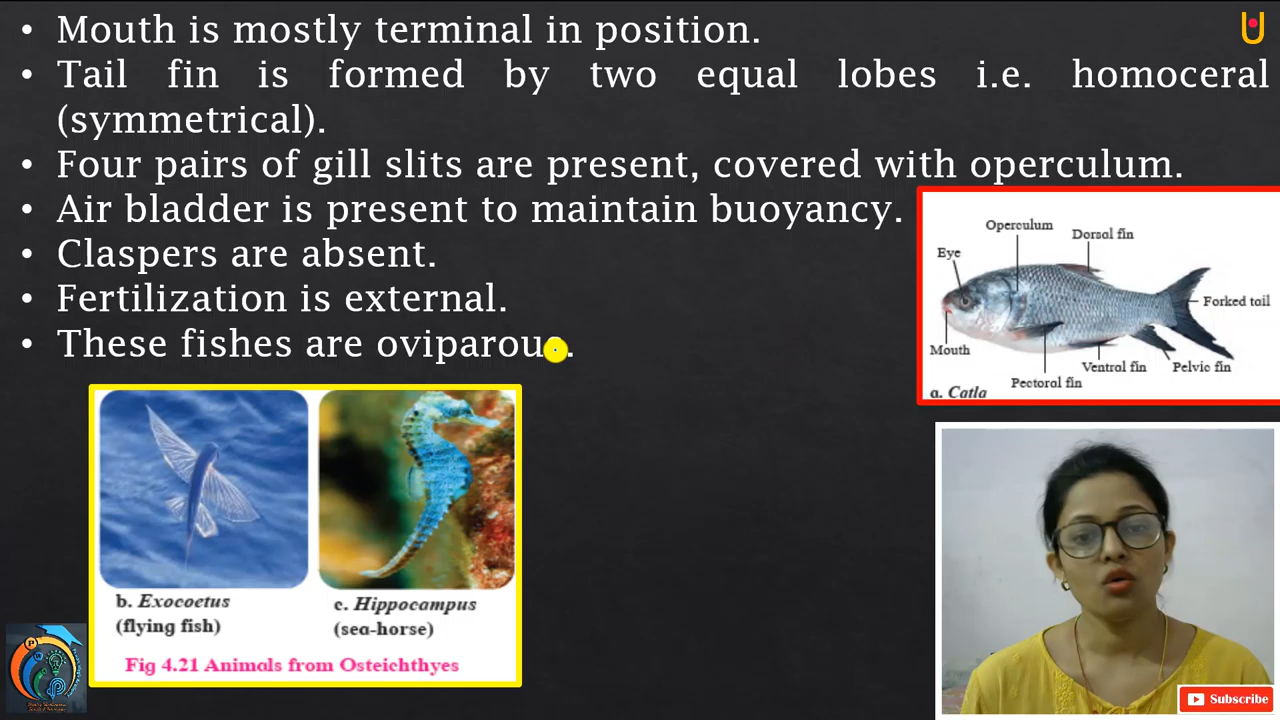 • Mouth is mostly terminal in position.
• Tail fin is formed by two equal lobes i.e. homoceral
(symmetrical).
• Four pairs of gill slits are present, covered with operculum.
• Air bladder is present to maintain buoyancy.
• Claspers are absent.
• Fertilization is external.
• These fishes are oviparous.
Operculum
Dorsal fin
Eye
Forked tail
Mouth
Ventral fin
Pelvic fin
Pectoral fin
a. Catla
b. Exocoetus
(flying fish)
c. Hippocampus
(sea-horse)
Fig 4.21 Animals from Osteichthyes
Subscribe